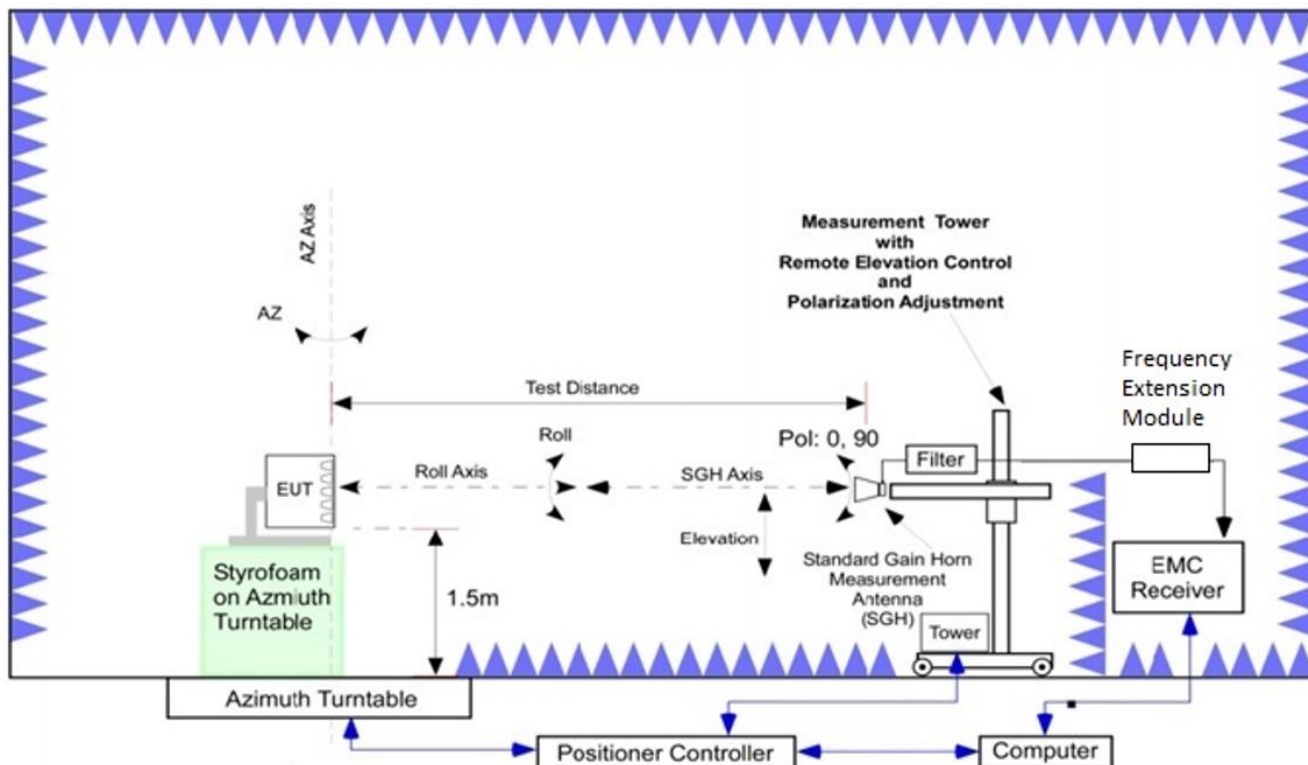 AZ Axis
AZ
Measurement Tower
with
Remote Elevation Control
and
Polarization Adjustment
Frequency
Extension
Module
Test Distance
Roll
Pol: 0, 90
Filter
EUT
Roll Axis
SGH Axis
Elevation
Standard Gain Horn
Measurement
Antenna
(SGH)
EMC
Receiver
Styrofoam
on Azmiuth
Turntable
1.5m
Tower
Azimuth Turntable
Positioner Controller
Computer